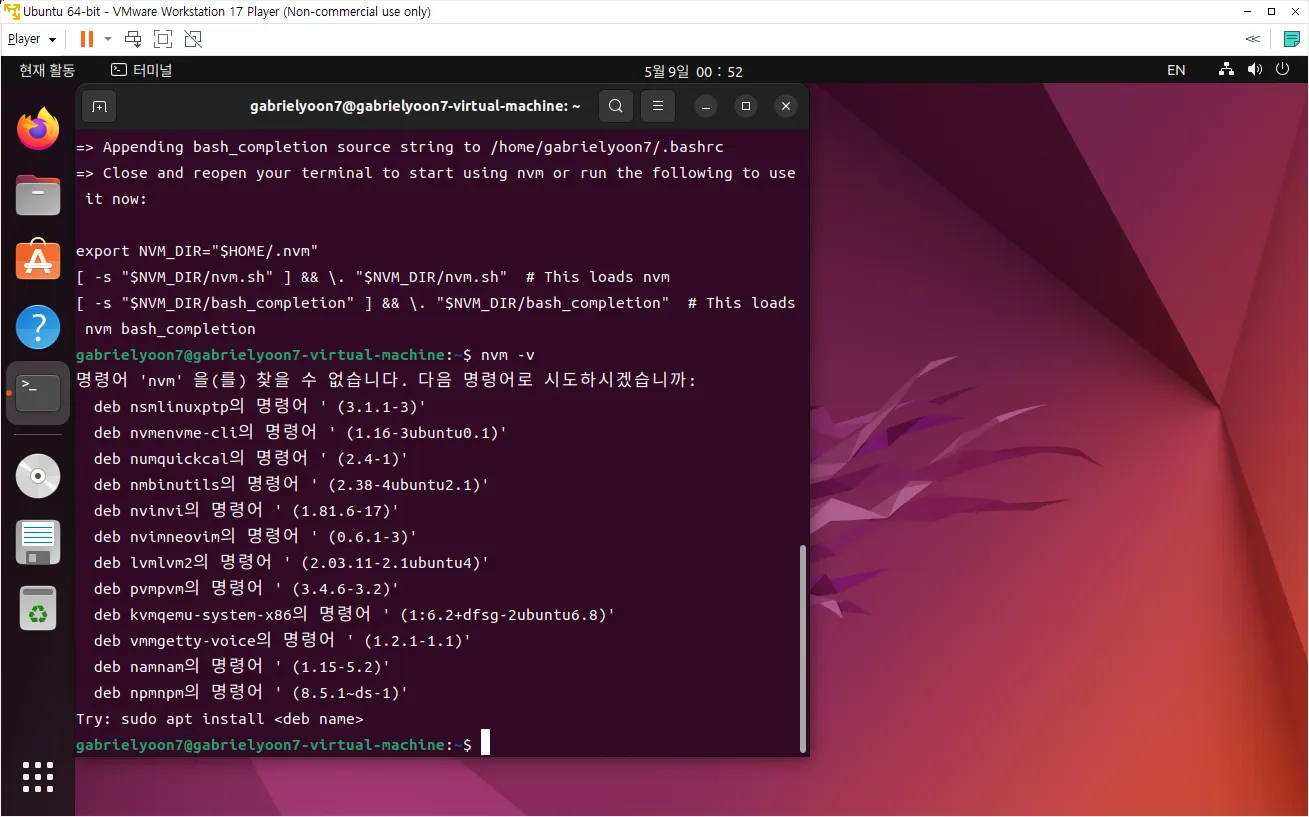 Ubuntu 64-bit - VMware Workstation 17 Player (Non-commercial use only)
Player
현재 활동 터미널 5월 9일 00 : 52 EN
gabrielyoon7@gabrielyoon7-virtual-machine: ~
=> Appending bash_completion source string to /home/gabrielyoon7/.bashrc
=> Close and reopen your terminal to start using nvm or run the following to use
it now:
export NVM_DIR="$HOME/.nvm"
[ -s "$NVM_DIR/nvm.sh" ] && \. "$NVM_DIR/nvm.sh"  # This loads nvm
[ -s "$NVM_DIR/bash_completion" ] && \. "$NVM_DIR/bash_completion"  # This loads
nvm bash_completion
gabrielyoon7@gabrielyoon7-virtual-machine:~$ nvm -v
명령어 'nvm' 을(를) 찾을 수 없습니다. 다음 명령어로 시도하시겠습니까:
deb nsmlinuxptp의 명령어 ' (3.1.1-3)'
deb nvmenvme-cli의 명령어 ' (1.16-3ubuntu0.1)'
deb numquickcal의 명령어 ' (2.4-1)'
deb nmbinutils의 명령어 ' (2.38-4ubuntu2.1)'
deb nvinvi의 명령어 ' (1.81.6-17)'
deb nvimneovim의 명령어 ' (0.6.1-3)'
deb lvmlvm2의 명령어 ' (2.03.11-2.1ubuntu4)'
deb pvmpvm의 명령어 ' (3.4.6-3.2)'
deb kvmqemu-system-x86의 명령어 ' (1:6.2+dfsg-2ubuntu6.8)'
deb vmmgetty-voice의 명령어 ' (1.2.1-1.1)'
deb namnam의 명령어 ' (1.15-5.2)'
deb npmnpm의 명령어 ' (8.5.1~ds-1)'
Try: sudo apt install <deb name>
gabrielyoon7@gabrielyoon7-virtual-machine:~$